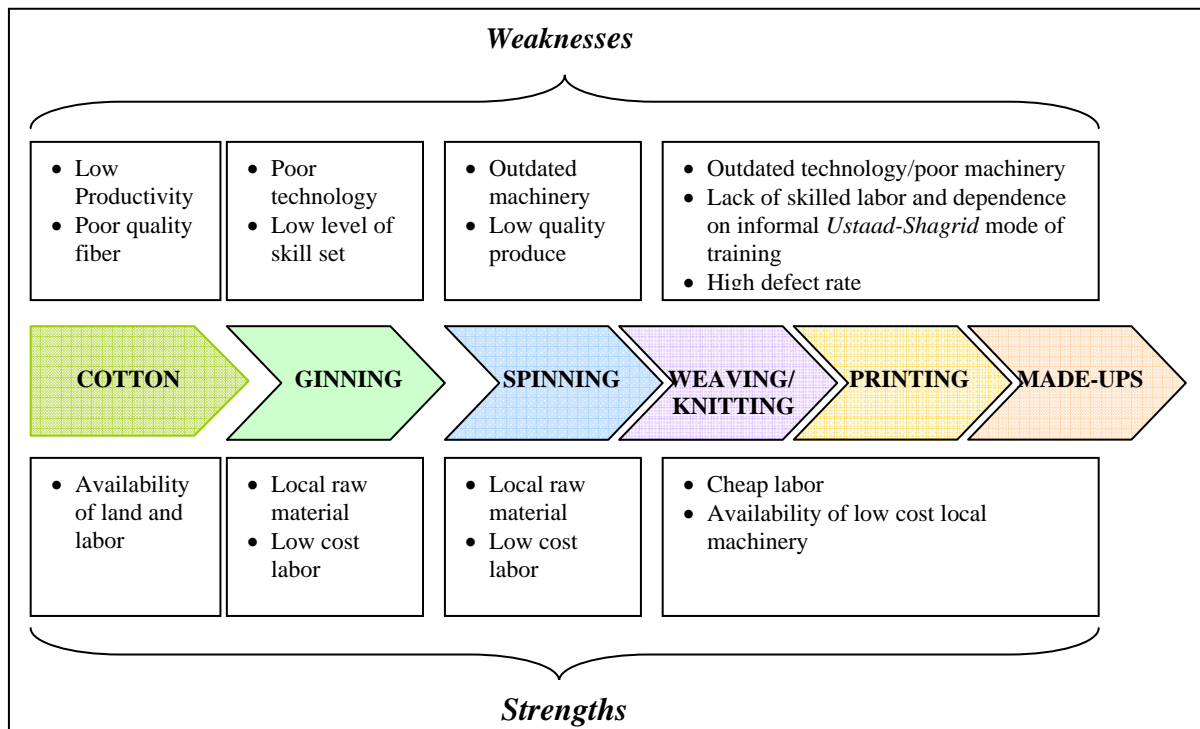 Weaknesses
• Low
Productivity
• Poor quality
fiber
• Poor
technology
• Low level of
skill set
• Outdated
machinery
• Low quality
produce
• Outdated technology/poor machinery
• Lack of skilled labor and dependence
on informal Ustaad-Shagrid mode of
training
• High defect rate
COTTON
GINNING
SPINNING
WEAVING/
KNITTING
PRINTING
MADE-UPS
• Availability
of land and
labor
• Local raw
material
• Low cost
labor
• Local raw
material
• Low cost
labor
• Cheap labor
• Availability of low cost local
machinery
Strengths